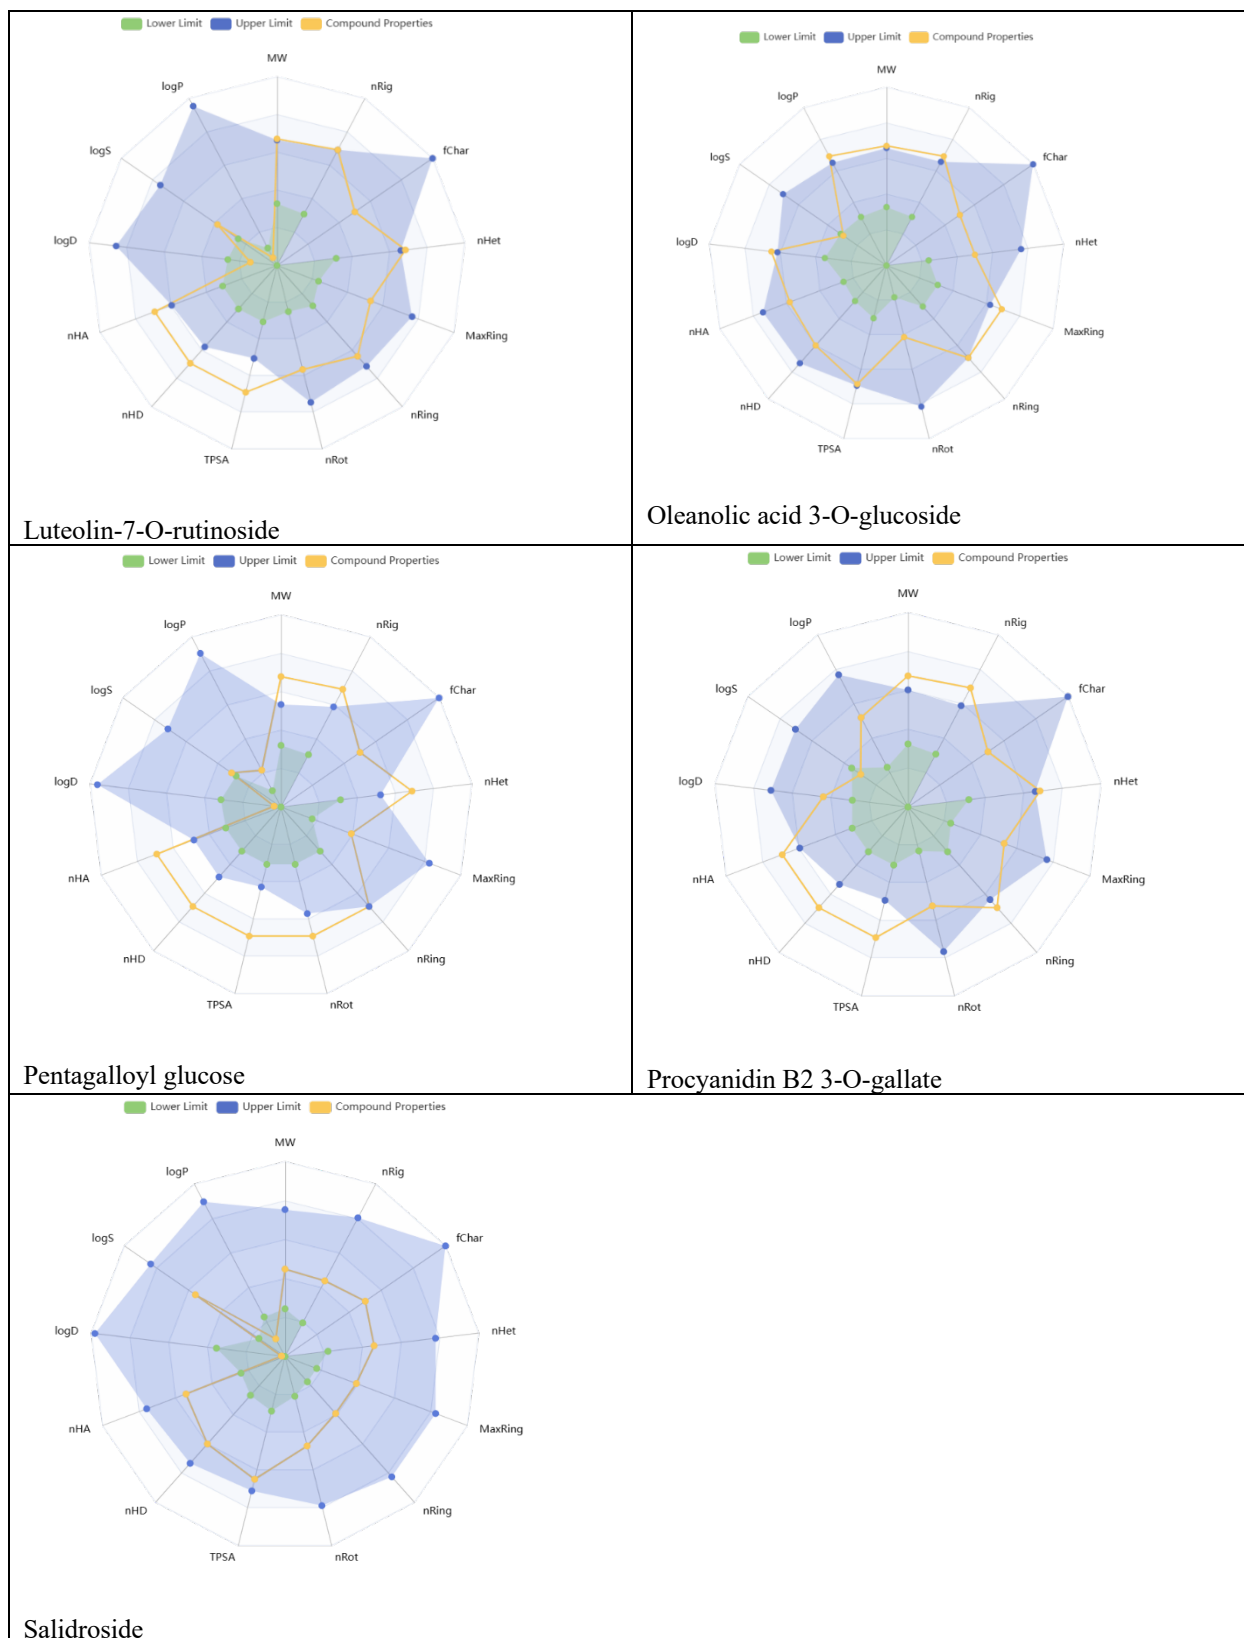 Lower Limit Upper Limit Compound Properties
MW
logP nRig
logS fChar
logD nHet
nHA MaxRing
nHD nRing
TPSA nRot
Luteolin-7-O-rutinoside
Lower Limit Upper Limit Compound Properties
MW
logP nRig
logS fChar
logD nHet
nHA MaxRing
nHD nRing
TPSA nRot
Oleanolic acid 3-O-glucoside
Lower Limit Upper Limit Compound Properties
MW
logP nRig
logS fChar
logD nHet
nHA MaxRing
nHD nRing
TPSA nRot
Pentagalloyl glucose
Lower Limit Upper Limit Compound Properties
MW
logP nRig
logS fChar
logD nHet
nHA MaxRing
nHD nRing
TPSA nRot
Procyanidin B2 3-O-gallate
Lower Limit Upper Limit Compound Properties
MW
logP nRig
logS fChar
logD nHet
nHA MaxRing
nHD nRing
TPSA nRot
Salidroside